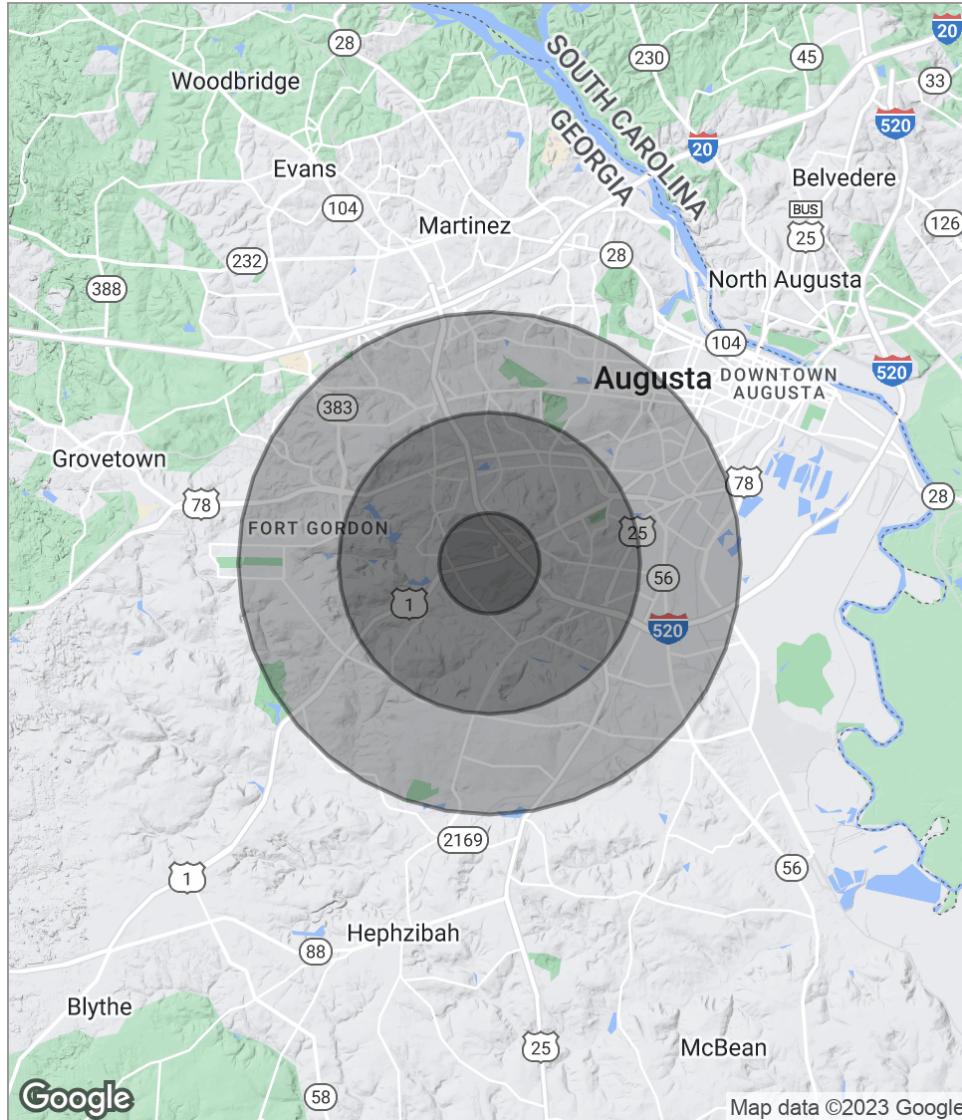 20
28
230
45
SOUTH CAROLINA
33
Woodbridge
520
GEORGIA
20
Evans
Belvedere
104
BUS
25
126
Martinez
232
28
388
North Augusta
104
Augusta
DOWNTOWN
AUGUSTA
520
383
Grovetown
78
78
28
FORT GORDON
25
56
1
520
2169
56
1
Hephzibah
88
Blythe
25
McBean
58
Google
Map data ©2023 Google